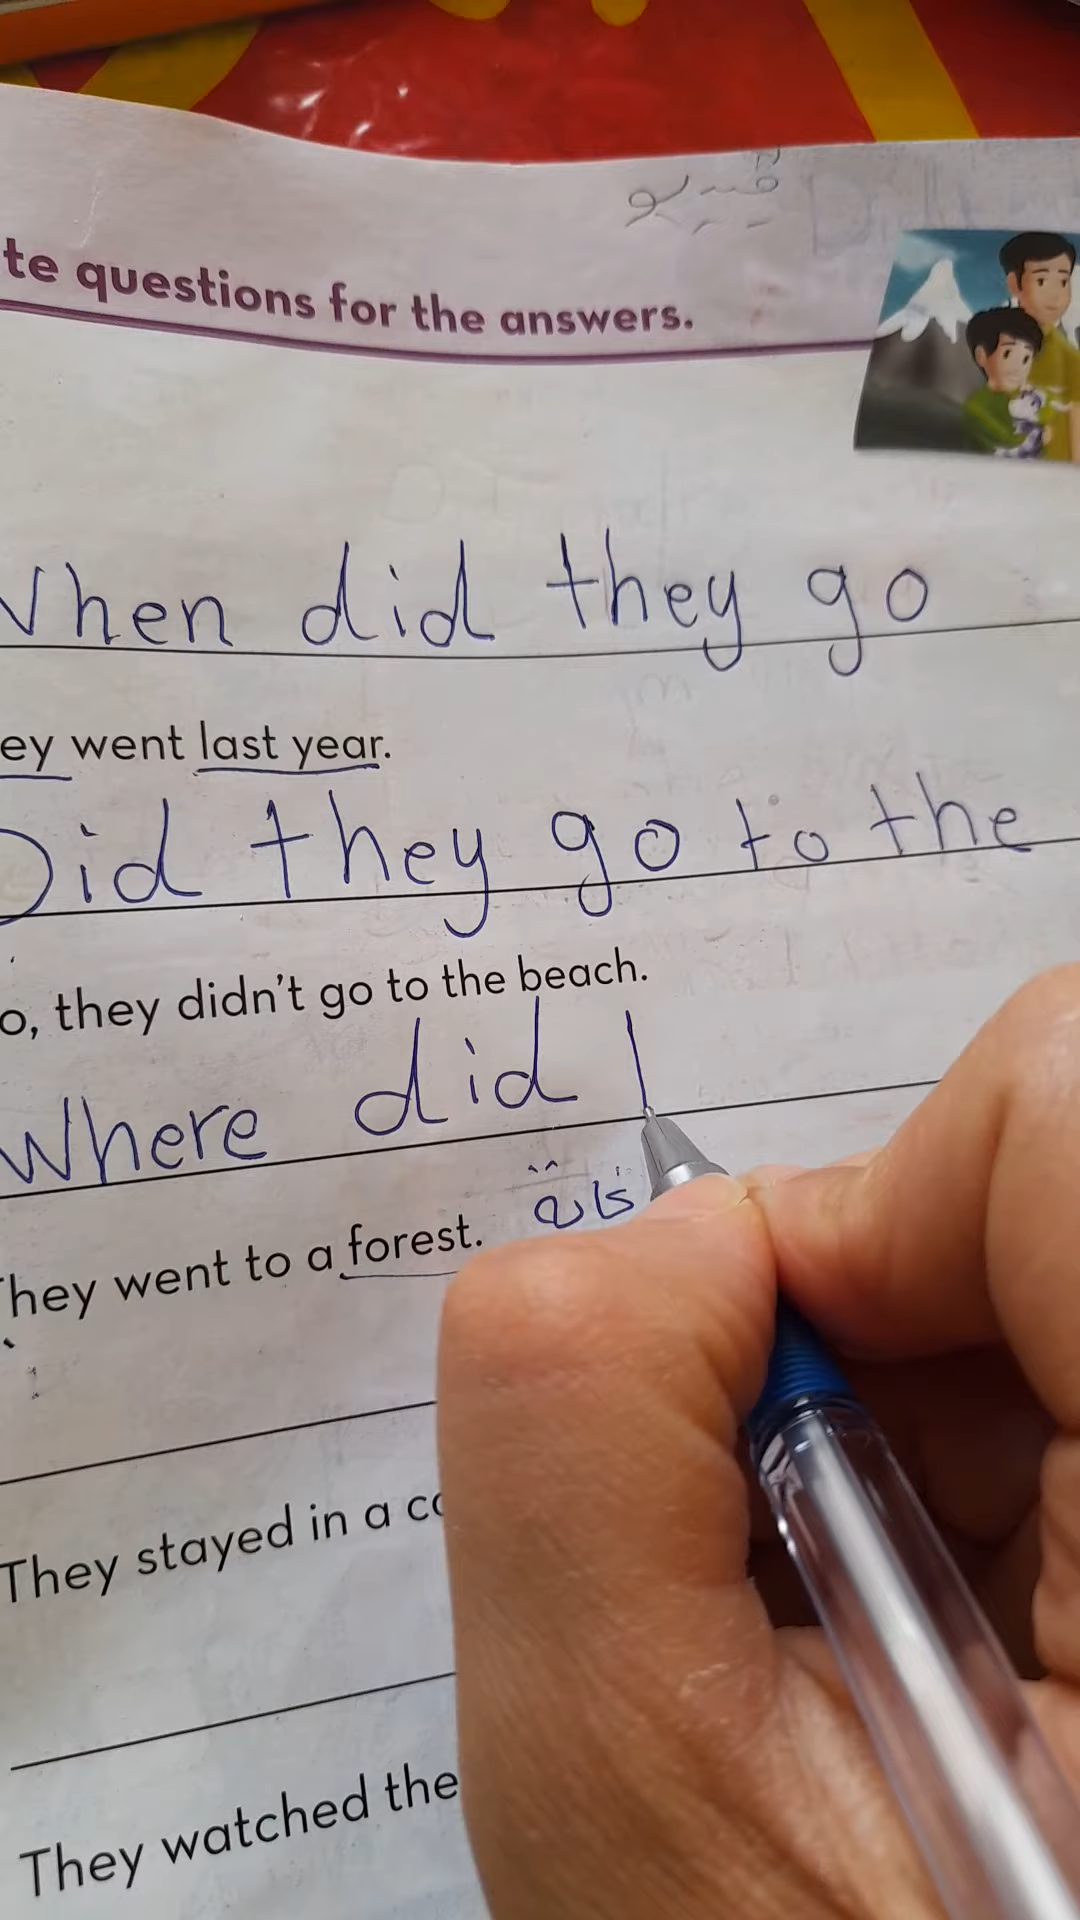 te questions for the answers.
When did they go
ey went last year.
Did they go to the
o, they didn't go to the beach.
Where did
They went to a forest.
They stayed in a co
They watched the